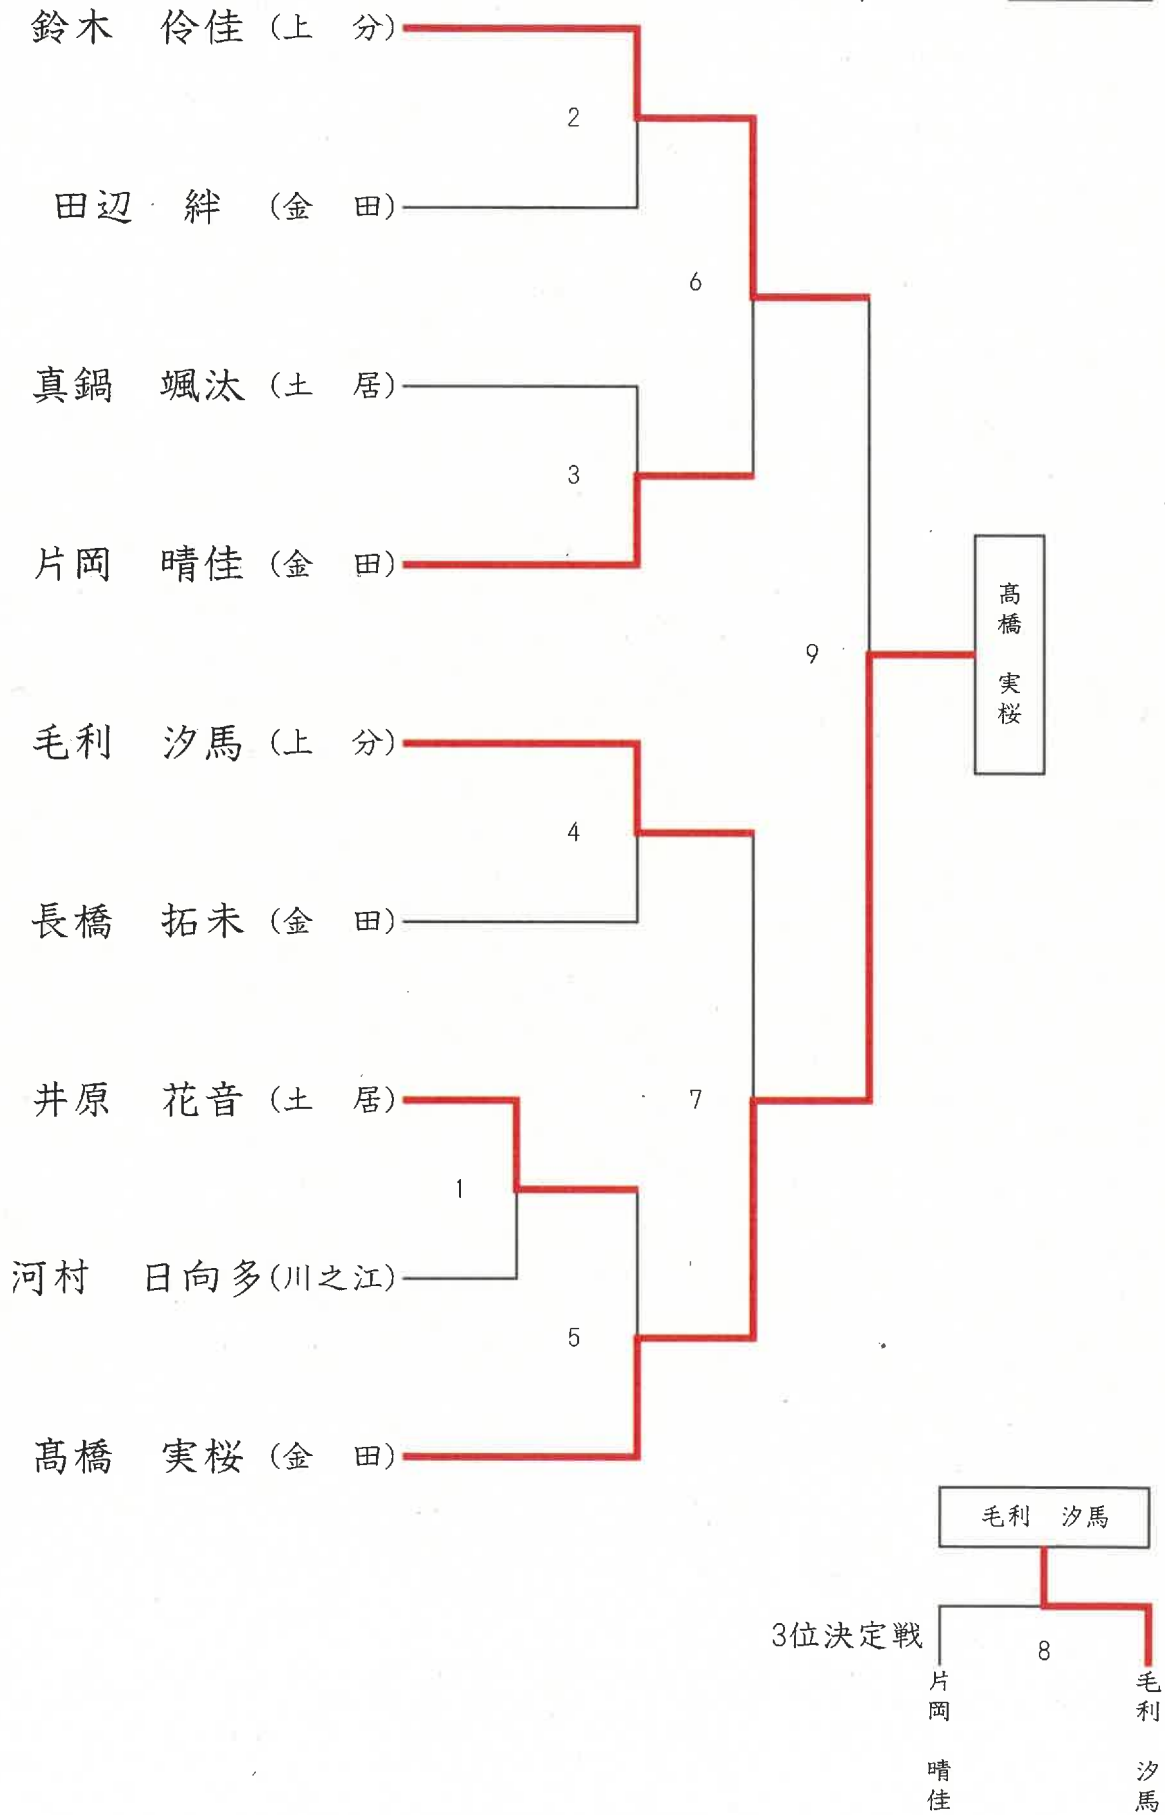 鈴木　伶佳（上　分）
2
田辺　絆　（金　田）
6
真鍋　颯汰（土　居）
3
片岡　晴佳（金　田）
髙橋　実桜
9
毛利　汐馬（上　分）
4
長橋　拓未（金　田）
井原　花音（土　居）
7
1
河村　日向多（川之江）
5
髙橋　実桜（金　田）
毛利　汐馬
3位決定戦
8
片岡　晴佳
毛利　汐馬